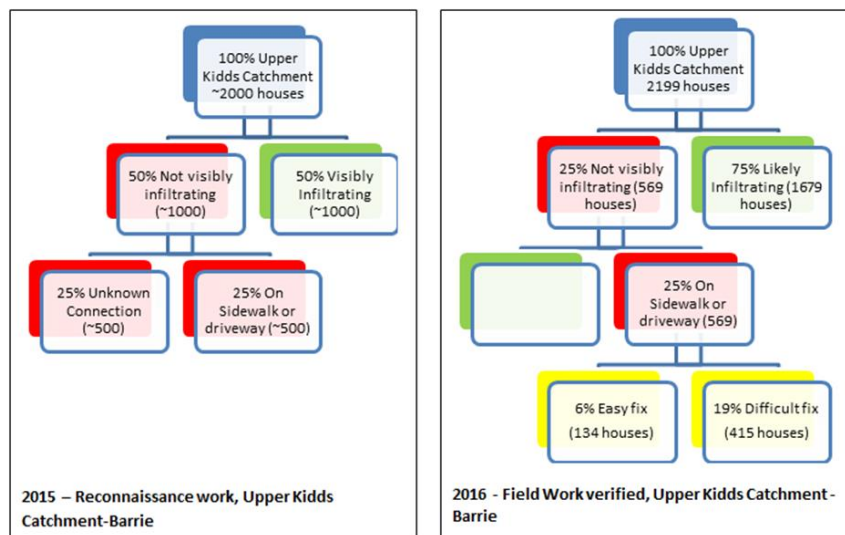 100% Upper
Kidds Catchment
~2000 houses
50% Not visibly
infiltrating
(~1000)
50% Visibly
Infiltrating
(~1000)
25% Unknown
Connection
(~500)
25% On
Sidewalk or
driveway (~500)
2015 – Reconnaissance work, Upper Kidds
Catchment-Barrie
100% Upper
Kidds Catchment
2199 houses
25% Not visibly
infiltrating (569
houses)
75% Likely
Infiltrating (1679
houses)
25% On
Sidewalk or
driveway (569)
6% Easy fix
(134 houses)
19% Difficult fix
(415 houses)
2016 - Field Work verified, Upper Kidds Catchment -
Barrie